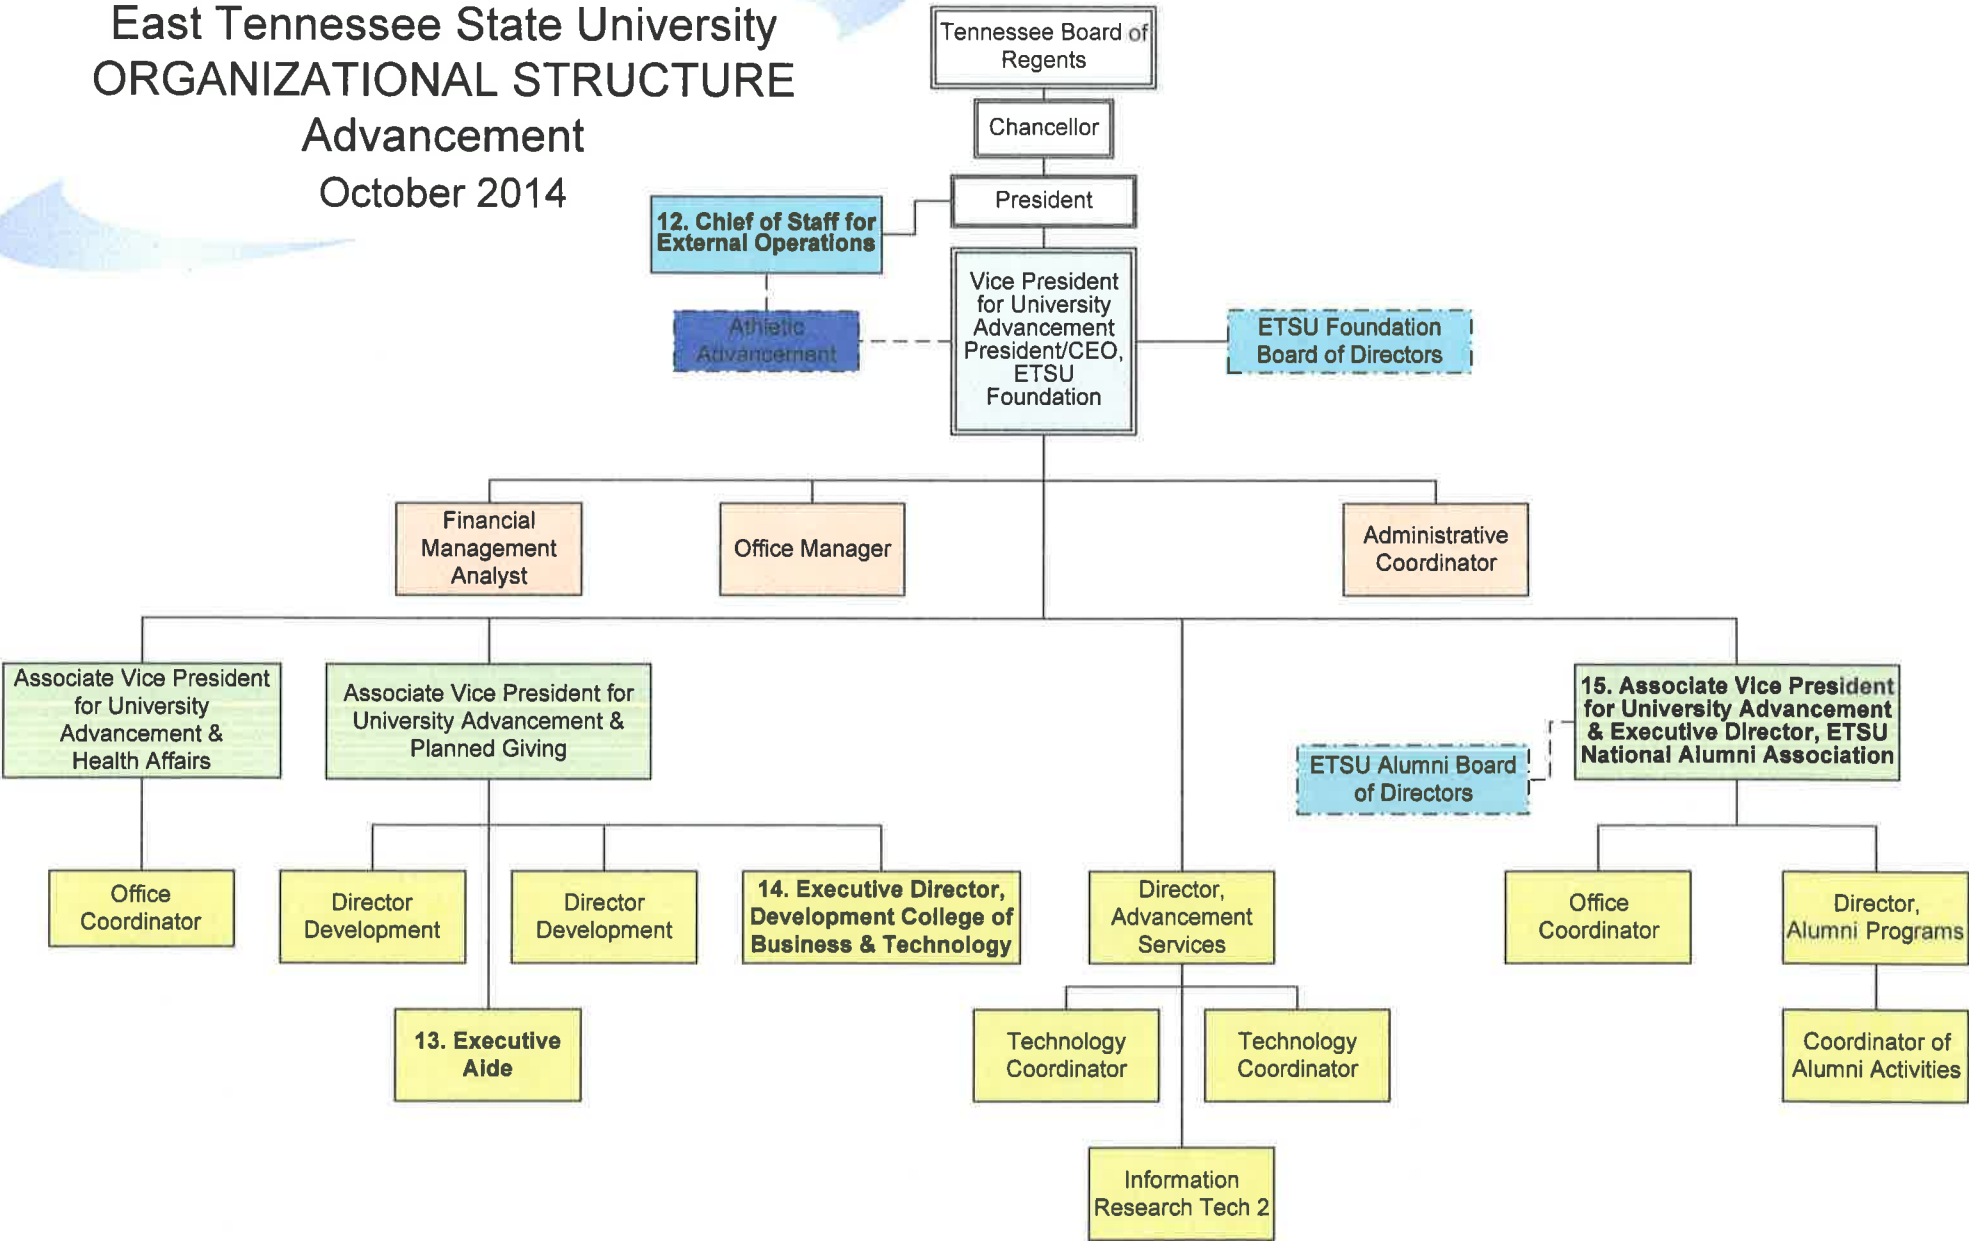 East Tennessee State University
ORGANIZATIONAL STRUCTURE
Advancement
October 2014
Tennessee Board of
Regents
Chancellor
President
12. Chief of Staff for
External Operations
Vice President
for University
Advancement
President/CEO,
ETSU
Foundation
Athletic
Advancement
ETSU Foundation
Board of Directors
Financial
Management
Analyst
Office Manager
Administrative
Coordinator
Associate Vice President
for University
Advancement &
Health Affairs
Associate Vice President for
University Advancement &
Planned Giving
15. Associate Vice President
for University Advancement
& Executive Director, ETSU
National Alumni Association
ETSU Alumni Board
of Directors
Office
Coordinator
Director
Development
Director
Development
14. Executive Director,
Development College of
Business & Technology
Director,
Advancement
Services
Office
Coordinator
Director,
Alumni Programs
13. Executive
Aide
Technology
Coordinator
Technology
Coordinator
Coordinator of
Alumni Activities
Information
Research Tech 2